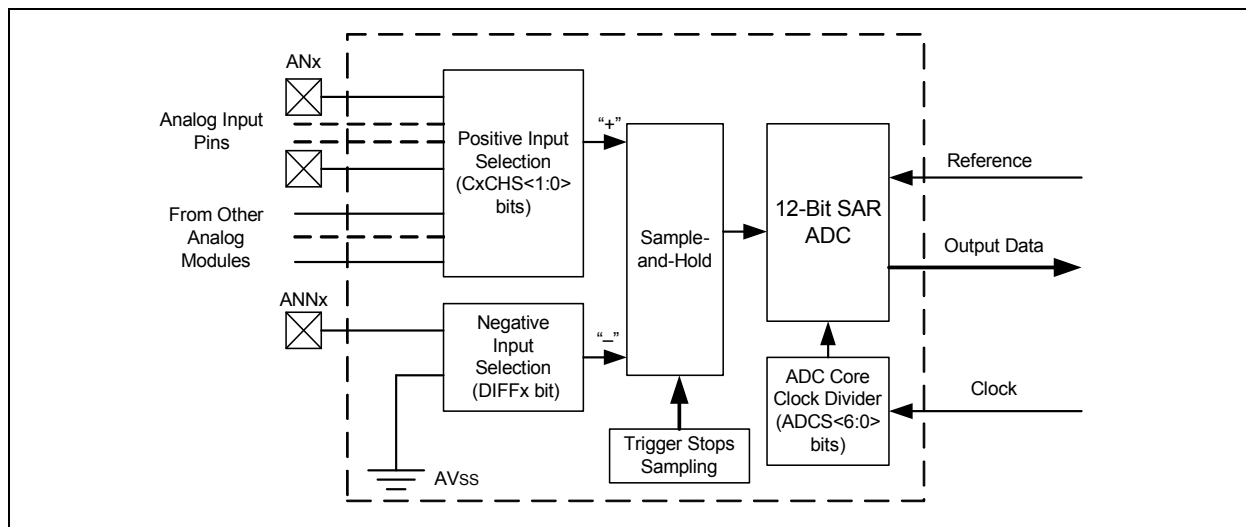 ANx
Analog Input
Pins
From Other
Analog
Modules
ANNx
Positive Input
Selection
(CxCHS<1:0>
bits)
“+”
Negative
Input
Selection
(DIFFx bit)
“–”
AVSS
Sample-
and-Hold
Trigger Stops
Sampling
12-Bit SAR
ADC
ADC Core
Clock Divider
(ADCS<6:0>
bits)
Reference
Output Data
Clock